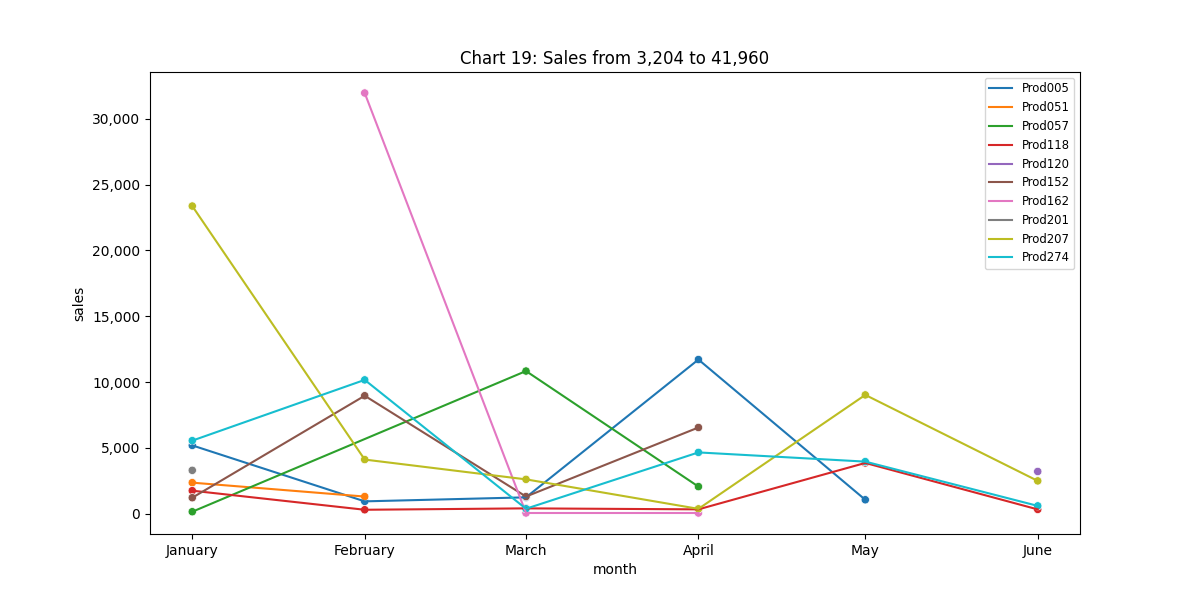 Chart 19: Sales from 3,204 to 41,960
sales
30,000
25,000
20,000
15,000
10,000
5,000
0
Prod005
Prod051
Prod057
Prod118
Prod120
Prod152
Prod162
Prod201
Prod207
Prod274
January February March April May June
month